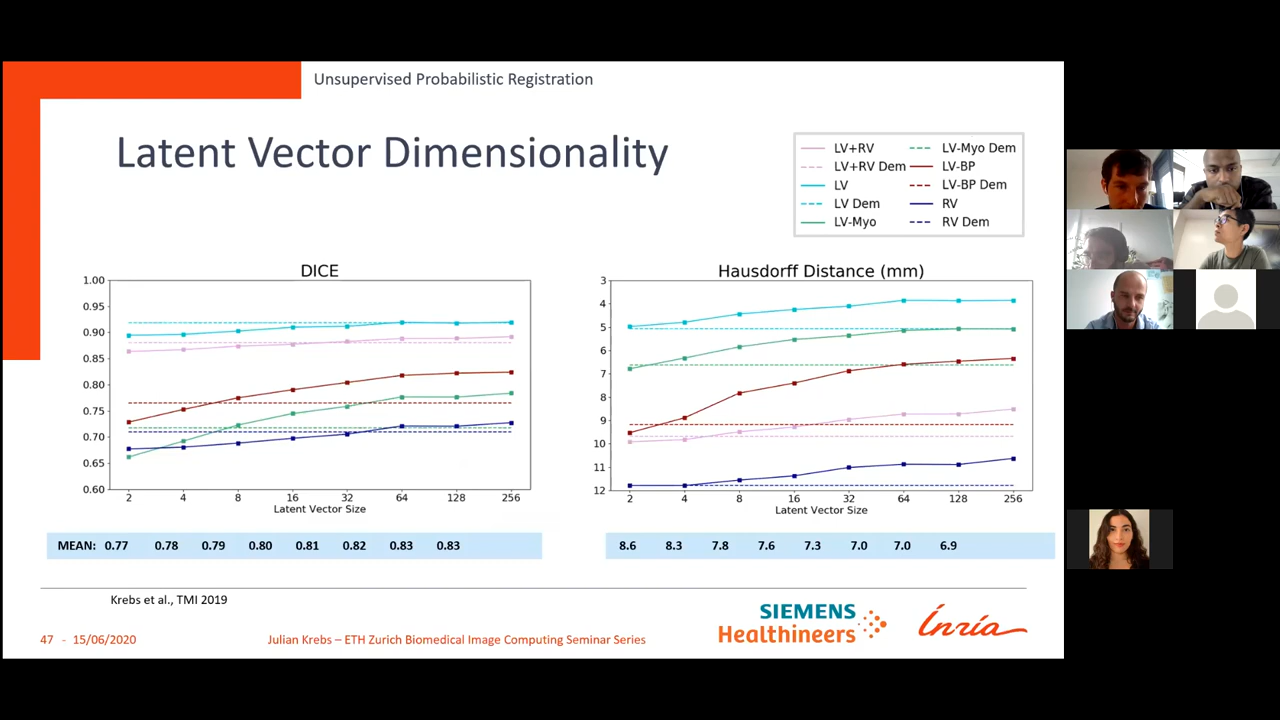 Unsupervised Probabilistic Registration
Latent Vector Dimensionality
LV+RV
LV+RV Dem
LV
LV Dem
LV-Myo
LV-Myo Dem
LV-BP
LV-BP Dem
RV
RV Dem
DICE
1.00
0.95
0.90
0.85
0.80
0.75
0.70
0.65
0.60
2 4 8 16 32 64 128 256
Latent Vector Size
Hausdorff Distance (mm)
3
4
5
6
7
8
9
10
11
12
2 4 8 16 32 64 128 256
Latent Vector Size
MEAN: 0.77 0.78 0.79 0.80 0.81 0.82 0.83 0.83
8.6 8.3 7.8 7.6 7.3 7.0 7.0 6.9
Krebs et al., TMI 2019
47 - 15/06/2020
Julian Krebs – ETH Zurich Biomedical Image Computing Seminar Series
SIEMENS
Healthineers
Inria